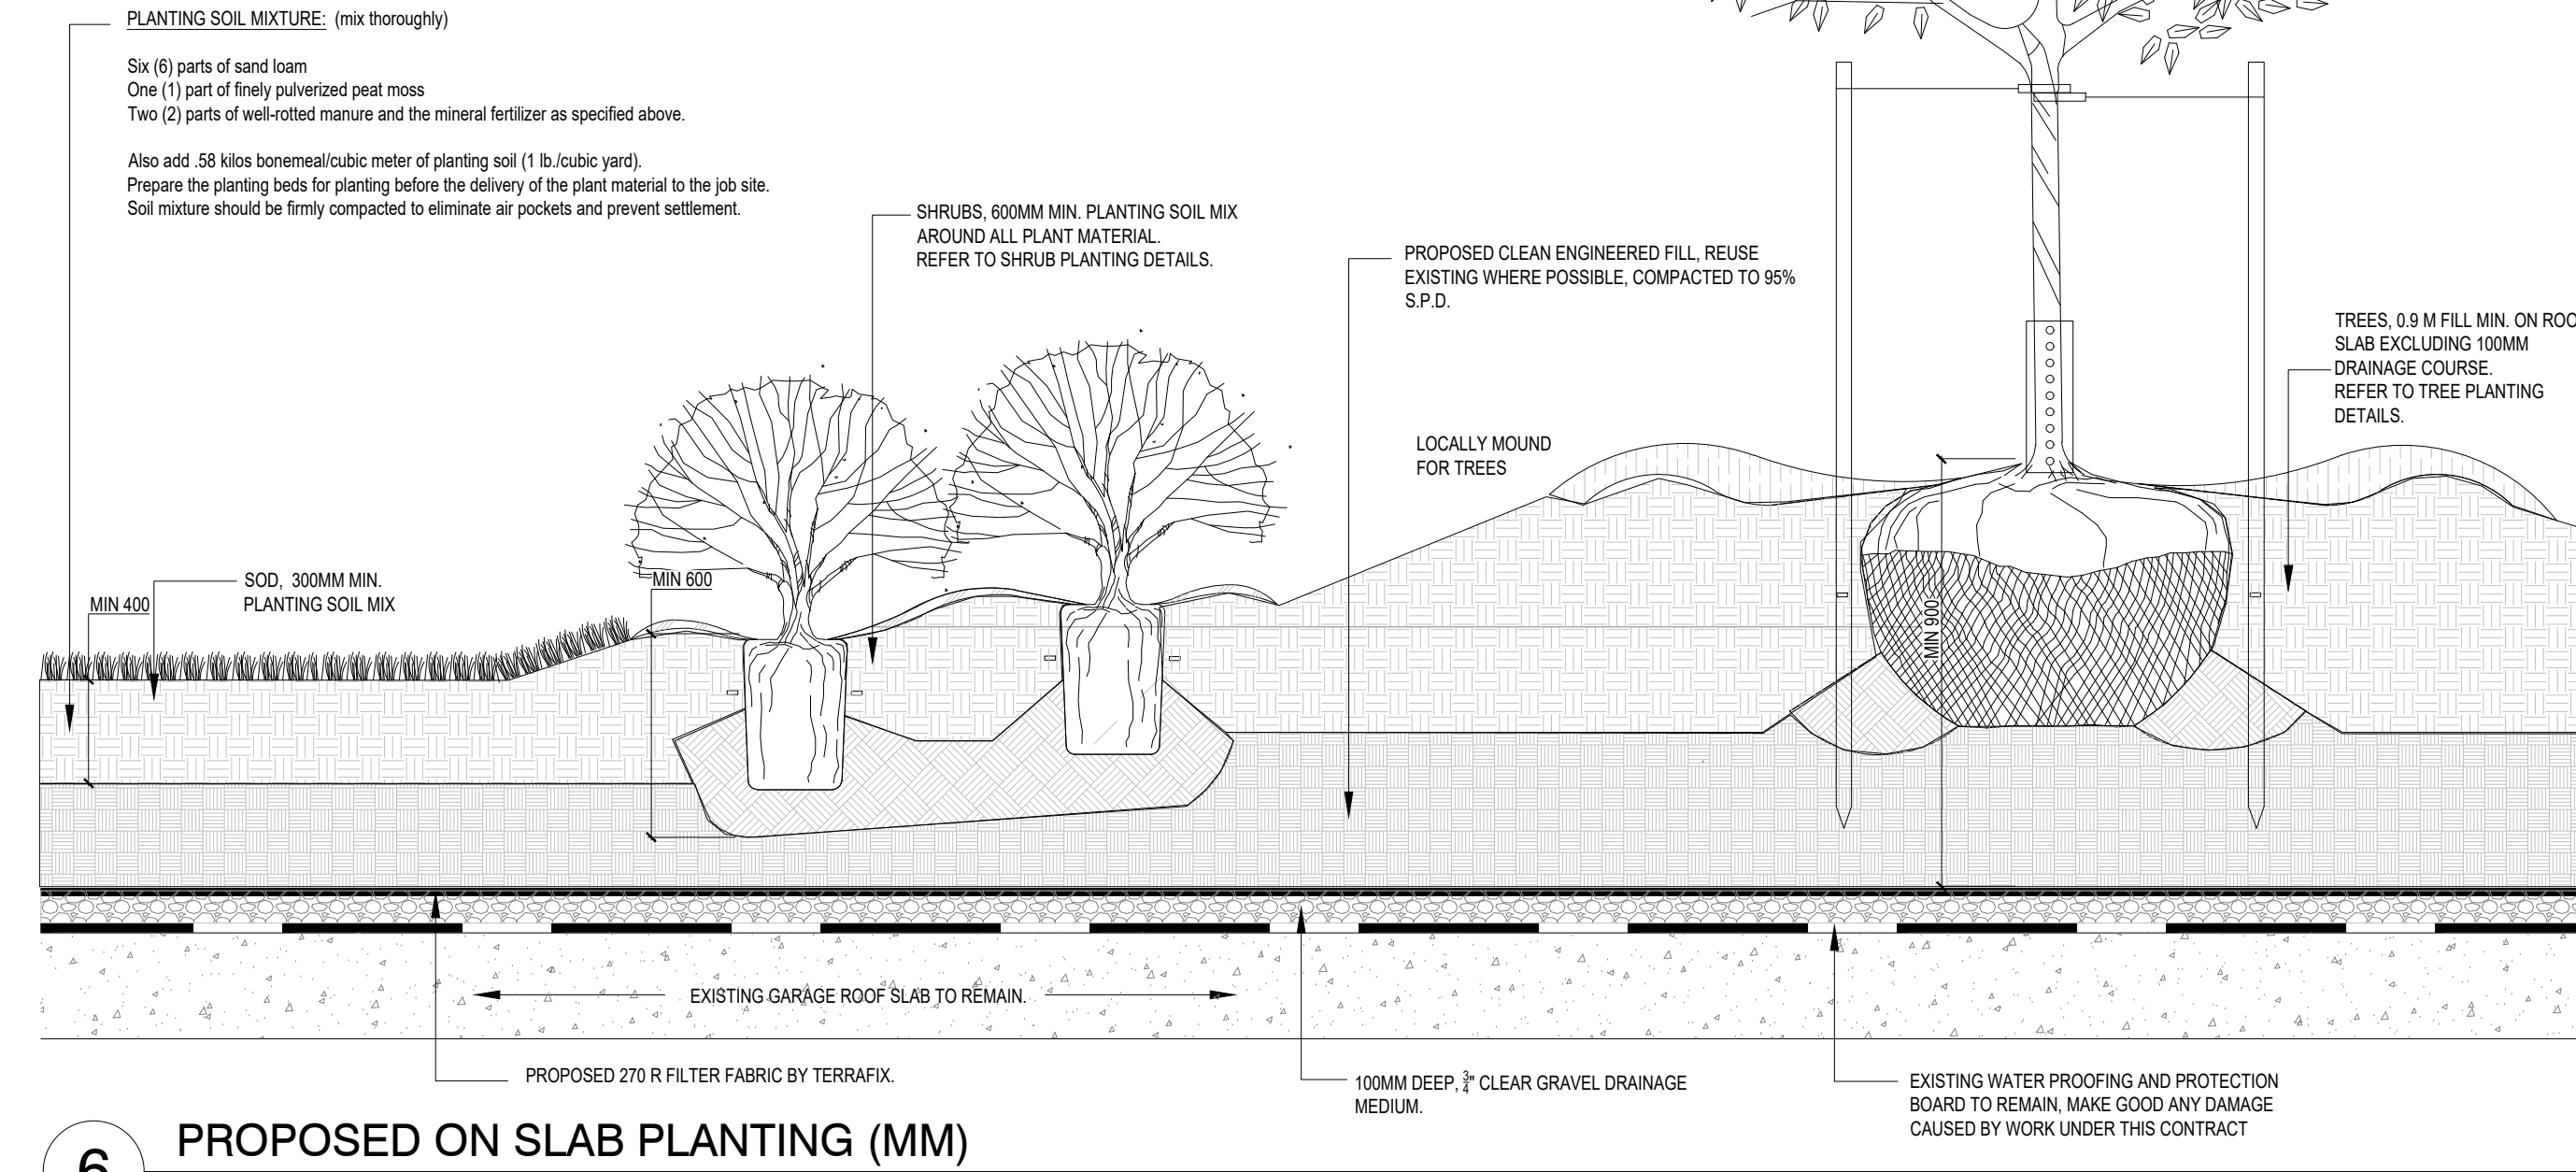 PLANTING SOIL MIXTURE: (mix thoroughly)
Six (6) parts of sand loam
One (1) part of finely pulverized peat moss
Two (2) parts of well-rotted manure and the mineral fertilizer as specified above.
Also add .58 kilos bonemeal/cubic meter of planting soil (1 lb./cubic yard).
Prepare the planting beds for planting before the delivery of the plant material to the job site.
Soil mixture should be firmly compacted to eliminate air pockets and prevent settlement.
SHRUBS, 600MM MIN. PLANTING SOIL MIX
AROUND ALL PLANT MATERIAL.
REFER TO SHRUB PLANTING DETAILS.
PROPOSED CLEAN ENGINEERED FILL, REUSE
EXISTING WHERE POSSIBLE, COMPACTED TO 95%
S.P.D.
TREES, 0.9 M FILL MIN. ON ROO
SLAB EXCLUDING 100MM
DRAINAGE COURSE.
REFER TO TREE PLANTING
DETAILS.
LOCALLY MOUND
FOR TREES
SOD, 300MM MIN.
PLANTING SOIL MIX
MIN 400
MIN 600
MIN 900
EXISTING GARAGE ROOF SLAB TO REMAIN.
PROPOSED 270 R FILTER FABRIC BY TERRAFIX.
100MM DEEP, 3/4" CLEAR GRAVEL DRAINAGE
MEDIUM.
EXISTING WATER PROOFING AND PROTECTION
BOARD TO REMAIN, MAKE GOOD ANY DAMAGE
CAUSED BY WORK UNDER THIS CONTRACT
6
PROPOSED ON SLAB PLANTING (MM)